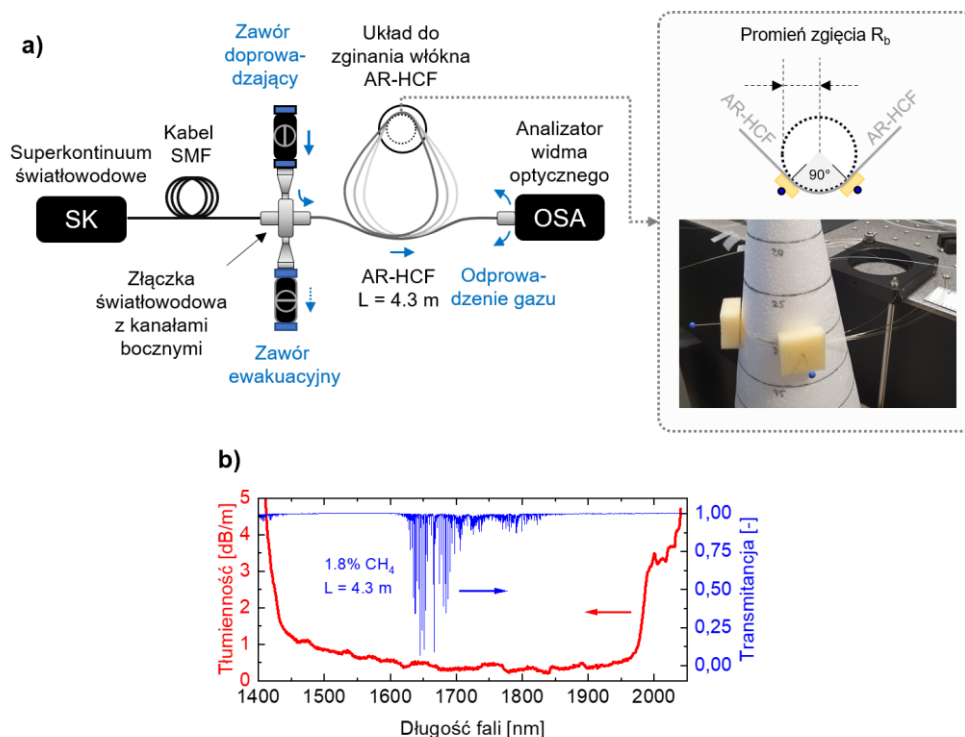 a)
Zawór
doprowa-
dzający
Układ do
zginania włókna
AR-HCF
Kabel
SMF
Superkontinuum
światłowodowe
SK
Analizator
widma
optycznego
OSA
Złączka
światłowodowa
z kanałami
bocznymi
AR-HCF
L = 4.3 m
Odprowa-
dzenie gazu
Zawór
ewakuacyjny
Promień zgięcia Rb
AR-HCF
AR-HCF
90°
20
25
35
b)
Tłumienność [dB/m]
5
4
3
2
1
0
1.8% CH4
L = 4.3 m
1,00
0,75
0,50
0,25
0,00
Transmitancja [-]
1400 1500 1600 1700 1800 1900 2000
Długość fali [nm]